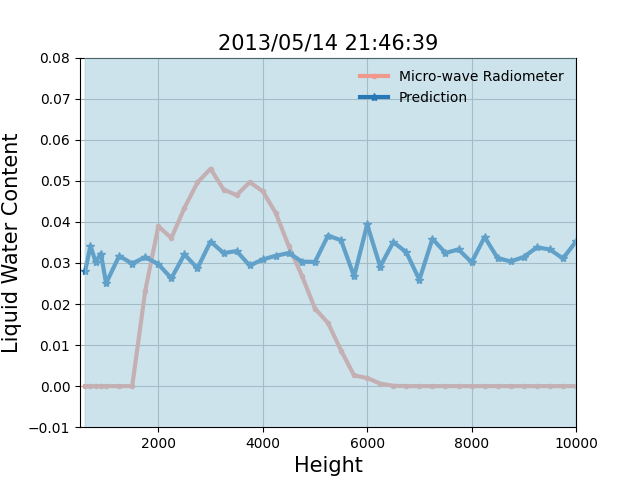 2013/05/14 21:46:39
Micro-wave Radiometer
Prediction
Liquid Water Content
0.08
0.07
0.06
0.05
0.04
0.03
0.02
0.01
0.00
−0.01
2000 4000 6000 8000 10000
Height